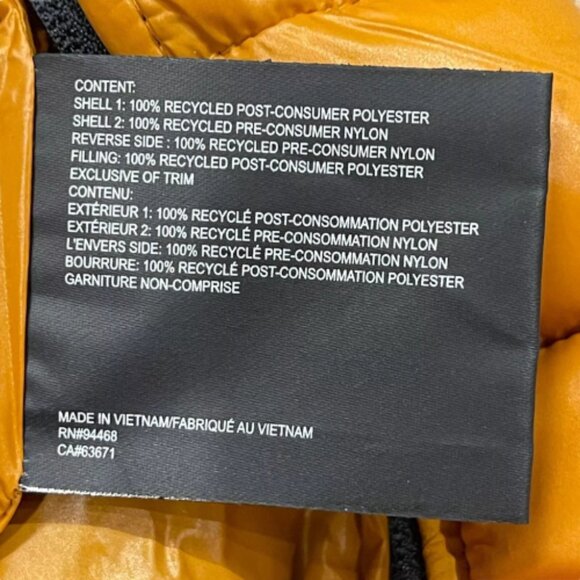 CONTENT:
SHELL 1: 100% RECYCLED POST-CONSUMER POLYESTER
SHELL 2: 100% RECYCLED PRE-CONSUMER NYLON
REVERSE SIDE : 100% RECYCLED PRE-CONSUMER NYLON
FILLING: 100% RECYCLED POST-CONSUMER POLYESTER
EXCLUSIVE OF TRIM
CONTENU:
EXTÉRIEUR 1: 100% RECYCLÉ POST-CONSOMMATION POLYESTER
EXTÉRIEUR 2: 100% RECYCLÉ PRE-CONSOMMATION NYLON
L'ENVERS SIDE: 100% RECYCLÉ PRE-CONSOMMATION NYLON
BOURRURE: 100% RECYCLÉ POST-CONSOMMATION POLYESTER
GARNITURE NON-COMPRISE
MADE IN VIETNAM/FABRIQUÉ AU VIETNAM
RN#94468
CA#63671